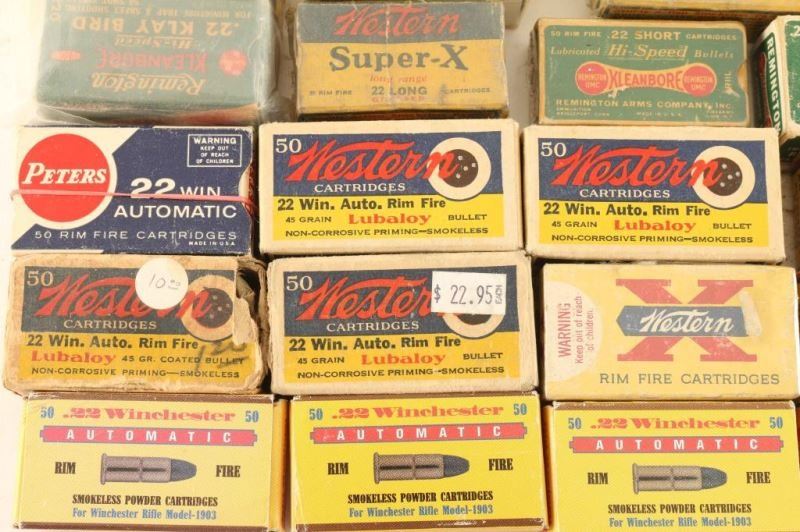 FOR REMINGTON TRAP & SKEET SHOOTING
.22 KLAY BIRD
Hi-Speed
KLEANBORE
Remington
Western
Super-X
long range
RIM FIRE 22 LONG CARTRIDGES
50 RIM FIRE .22 SHORT CARTRIDGES
Lubricated Hi-Speed Bullets
REMINGTON UMC KLEANBORE REMINGTON UMC
REMINGTON ARMS COMPANY, INC.
REMINGTON
PETERS
WARNING
KEEP OUT
OF REACH
OF CHILDREN
22 WIN
AUTOMATIC
50 RIM FIRE CARTRIDGES
MADE IN U.S.A.
50 Western
CARTRIDGES
22 Win. Auto. Rim Fire
45 GRAIN Lubaloy BULLET
NON-CORROSIVE PRIMING—SMOKELESS
50 Western
CARTRIDGES
22 Win. Auto. Rim Fire
45 GRAIN Lubaloy BULLET
NON-CORROSIVE PRIMING—SMOKELESS
50 Western
10.00
CARTRIDGES
22 Win. Auto. Rim Fire
Lubaloy 45 GR. COATED BULLET
NON-CORROSIVE PRIMING—SMOKELESS
50 Western
$ 22.95 EACH
CARTRIDGES
22 Win. Auto. Rim Fire
45 GRAIN Lubaloy BULLET
NON-CORROSIVE PRIMING—SMOKELESS
WARNING
Keep out of reach
of children.
X
Western
RIM FIRE CARTRIDGES
50 .22 Winchester 50
AUTOMATIC
RIM FIRE
SMOKELESS POWDER CARTRIDGES
For Winchester Rifle Model-1903
50 .22 Winchester 50
AUTOMATIC
RIM FIRE
SMOKELESS POWDER CARTRIDGES
For Winchester Rifle Model-1903
50 .22 Winchester 50
AUTOMATIC
RIM FIRE
SMOKELESS POWDER CARTRIDGES
For Winchester Rifle Model-1903